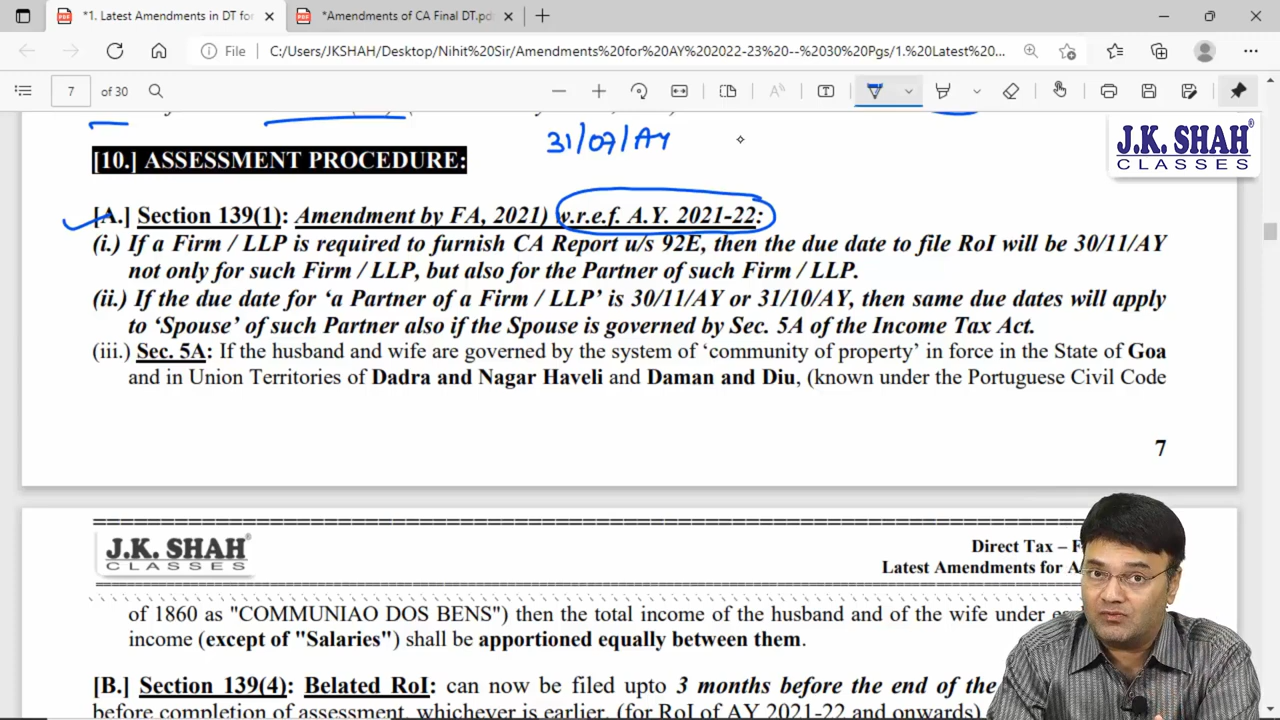 *1. Latest Amendments in DT for
*Amendments of CA Final DT.pd
File
C:/Users/JKSHAH/Desktop/Nihit%20Sir/Amendments%20for%20AY%202022-23%20--%2030%20Pgs/1.%20Latest%20...
7 of 30
J.K. SHAH®
CLASSES
31/07/AY
[10.] ASSESSMENT PROCEDURE:
[A.] Section 139(1): Amendment by FA, 2021) w.r.e.f. A.Y. 2021-22:
(i.) If a Firm / LLP is required to furnish CA Report u/s 92E, then the due date to file RoI will be 30/11/AY
not only for such Firm / LLP, but also for the Partner of such Firm / LLP.
(ii.) If the due date for ‘a Partner of a Firm / LLP’ is 30/11/AY or 31/10/AY, then same due dates will apply
to ‘Spouse’ of such Partner also if the Spouse is governed by Sec. 5A of the Income Tax Act.
(iii.) Sec. 5A: If the husband and wife are governed by the system of ‘community of property’ in force in the State of Goa
and in Union Territories of Dadra and Nagar Haveli and Daman and Diu, (known under the Portuguese Civil Code
7
J.K. SHAH
CLASSES
Direct Tax –
Latest Amendments for
of 1860 as "COMMUNIAO DOS BENS") then the total income of the husband and of the wife under
income (except of "Salaries") shall be apportioned equally between them.
[B.] Section 139(4): Belated RoI: can now be filed upto 3 months before the end of the
before completion of assessment, whichever is earlier. (for RoI of AY 2021-22 and onwards)